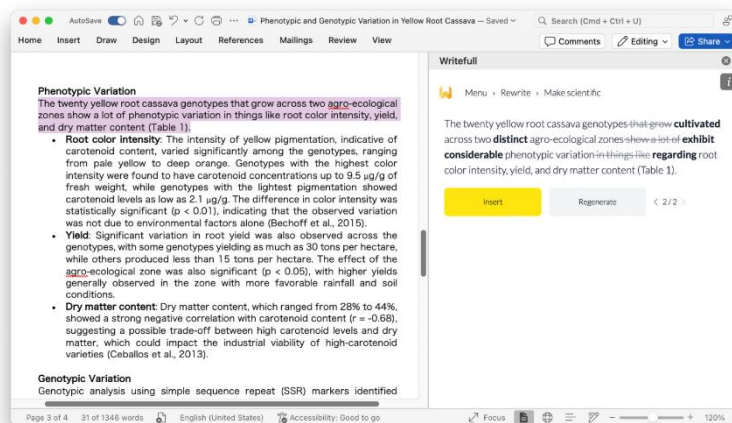 AutoSave
Phenotypic and Genotypic Variation in Yellow Root Cassava — Saved
Search (Cmd + Ctrl + U)
Home Insert Draw Design Layout References Mailings Review View
Comments Editing Share
Phenotypic Variation
The twenty yellow root cassava genotypes that grow across two agro-ecological
zones show a lot of phenotypic variation in things like root color intensity, yield,
and dry matter content (Table 1).
• Root color intensity: The intensity of yellow pigmentation, indicative of
carotenoid content, varied significantly among the genotypes, ranging
from pale yellow to deep orange. Genotypes with the highest color
intensity were found to have carotenoid concentrations up to 9.5 μg/g of
fresh weight, while genotypes with the lightest pigmentation showed
carotenoid levels as low as 2.1 μg/g. The difference in color intensity was
statistically significant (p < 0.01), indicating that the observed variation
was not due to environmental factors alone (Bechoff et al., 2015).
• Yield: Significant variation in root yield was also observed across the
genotypes, with some genotypes yielding as much as 30 tons per hectare,
while others produced less than 15 tons per hectare. The effect of the
agro-ecological zone was also significant (p < 0.05), with higher yields
generally observed in the zone with more favorable rainfall and soil
conditions.
• Dry matter content: Dry matter content, which ranged from 28% to 44%,
showed a strong negative correlation with carotenoid content (r = -0.68),
suggesting a possible trade-off between high carotenoid levels and dry
matter, which could impact the industrial viability of high-carotenoid
varieties (Ceballos et al., 2013).
Genotypic Variation
Genotypic analysis using simple sequence repeat (SSR) markers identified
Writefull
Menu › Rewrite › Make scientific
The twenty yellow root cassava genotypes that grow cultivated
across two distinct agro-ecological zones show a lot of exhibit
considerable phenotypic variation in things like regarding root
color intensity, yield, and dry matter content (Table 1).
Insert Regenerate < 2/2 >
Page 3 of 4 31 of 1346 words English (United States) Accessibility: Good to go Focus 120%